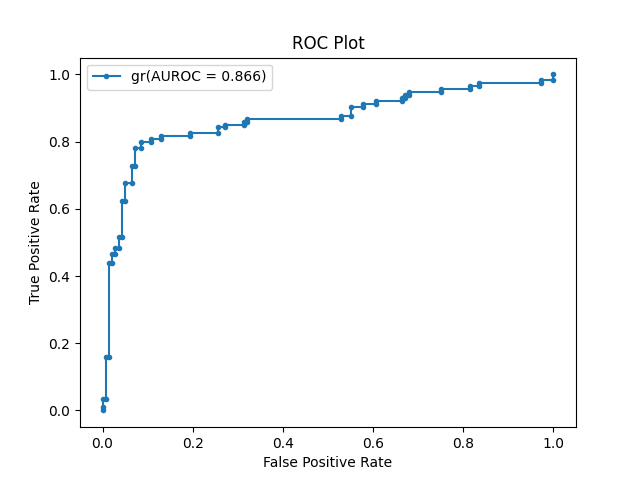 ROC Plot
gr(AUROC = 0.866)
True Positive Rate
1.0
0.8
0.6
0.4
0.2
0.0
0.0 0.2 0.4 0.6 0.8 1.0
False Positive Rate